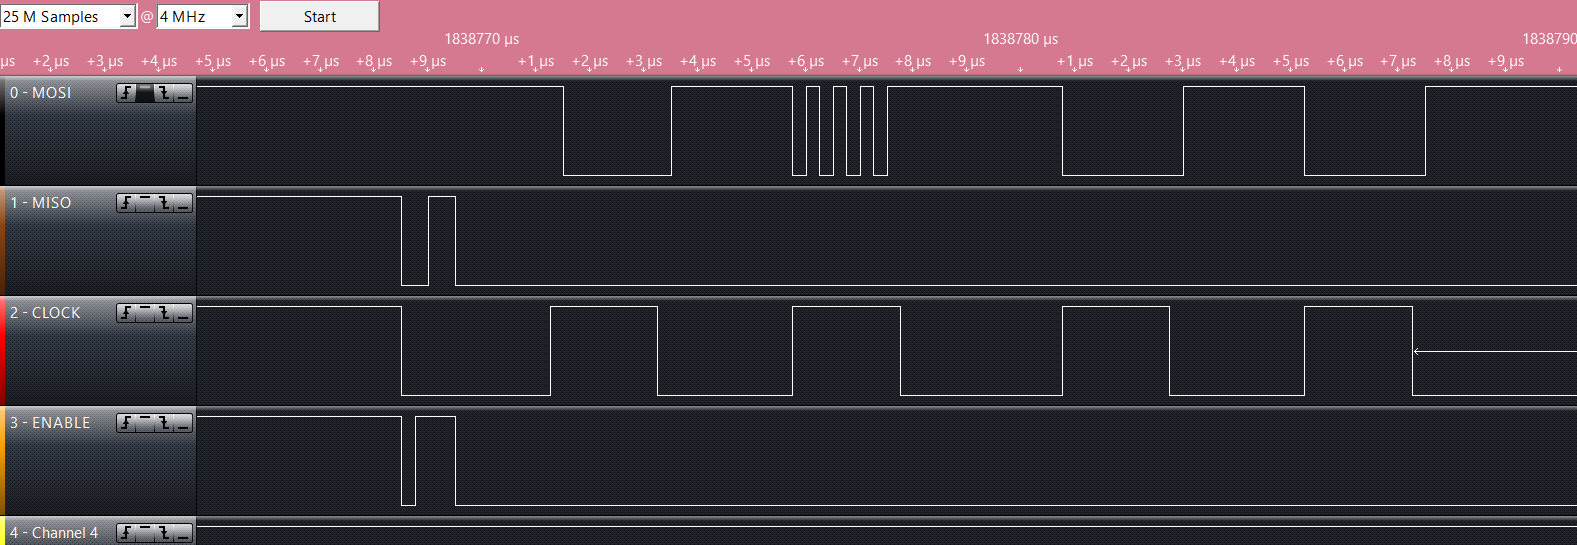 25 M Samples @ 4 MHz Start
1838770 µs 1838780 µs 1838790
µs +2 µs +3 µs +4 µs +5 µs +6 µs +7 µs +8 µs +9 µs +1 µs +2 µs +3 µs +4 µs +5 µs +6 µs +7 µs +8 µs +9 µs +1 µs +2 µs +3 µs +4 µs +5 µs +6 µs +7 µs +8 µs +9 µs
0 - MOSI
1 - MISO
2 - CLOCK
3 - ENABLE
4 - Channel 4